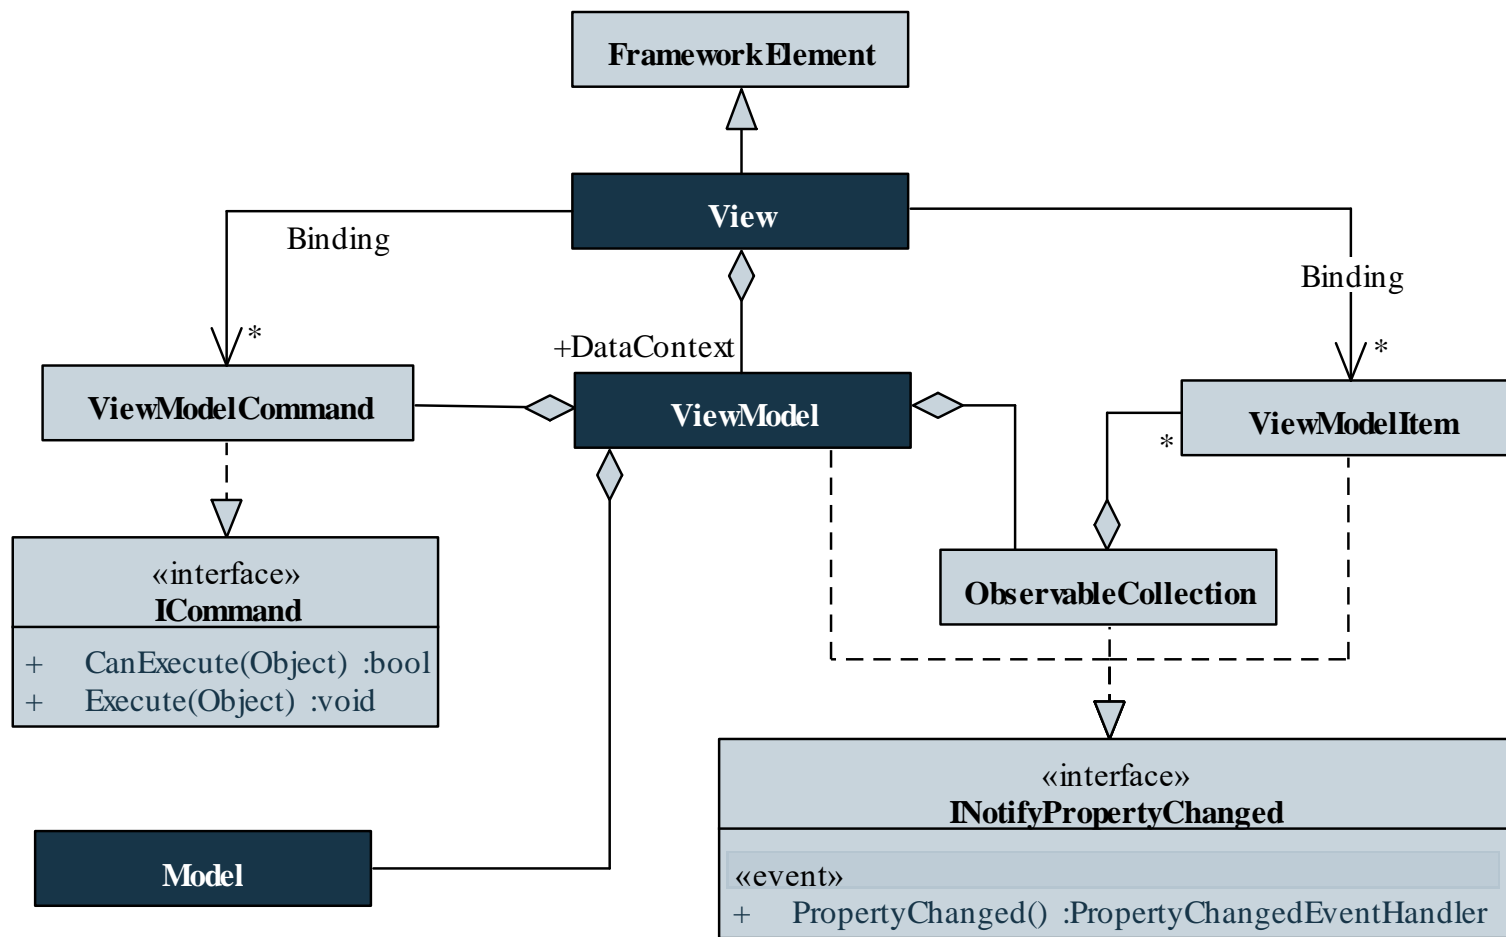 FrameworkElement
View
Binding
Binding
*
*
+DataContext
ViewModelCommand
ViewModel
ViewModelItem
*
«interface»
ICommand
+ CanExecute(Object) :bool
+ Execute(Object) :void
ObservableCollection
«interface»
INotifyPropertyChanged
«event»
+ PropertyChanged() :PropertyChangedEventHandler
Model